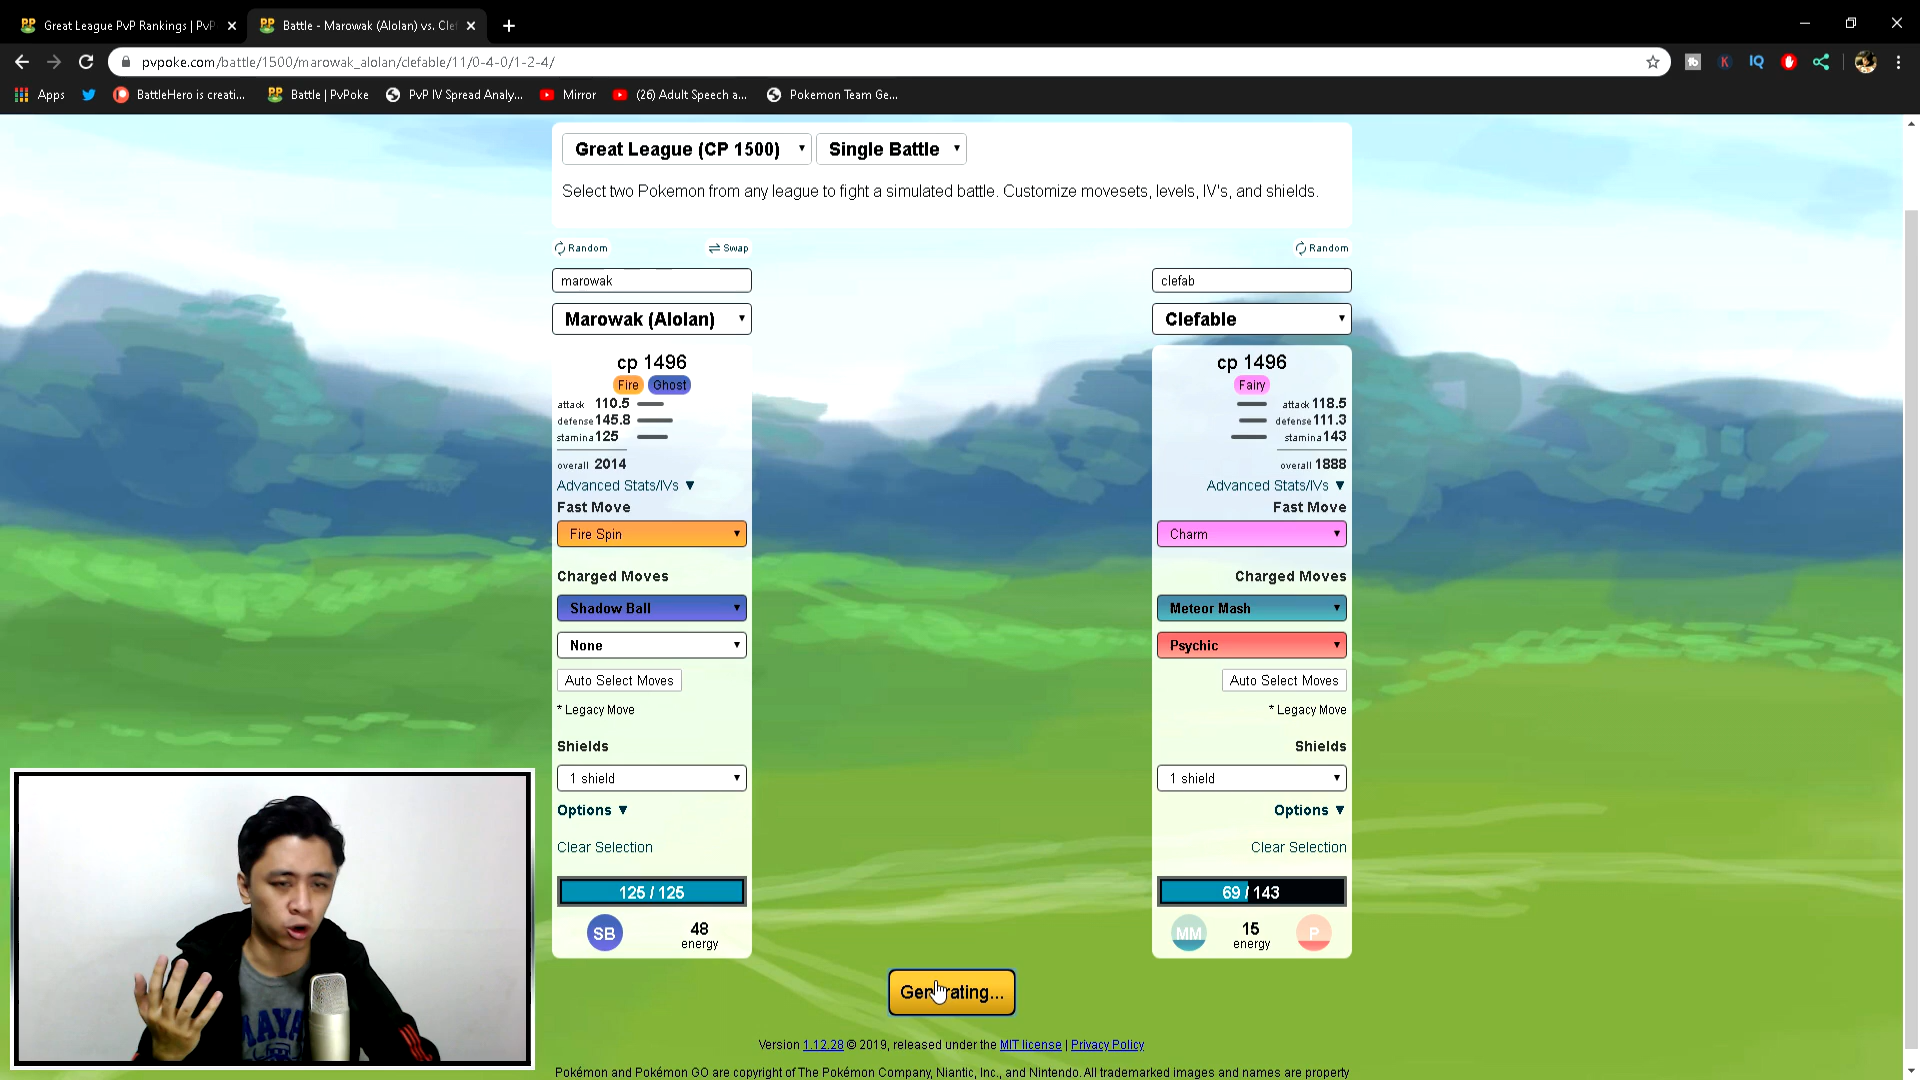 Great League PvP Rankings | PvP
Battle - Marowak (Alolan) vs. Clef
pvpoke.com/battle/1500/marowak_alolan/clefable/11/0-4-0/1-2-4/
Apps
BattleHero is creati...
Battle | PvPoke
PvP IV Spread Analy...
Mirror
(26) Adult Speech a...
Pokemon Team Ge...
Great League (CP 1500)
Single Battle
Select two Pokemon from any league to fight a simulated battle. Customize movesets, levels, IV's, and shields.
Random
Swap
Random
marowak
clefab
Marowak (Alolan)
Clefable
cp 1496
Fire Ghost
attack 110.5
defense 145.8
stamina 125
overall 2014
Advanced Stats/IVs ▼
Fast Move
Fire Spin
Charged Moves
Shadow Ball
None
Auto Select Moves
* Legacy Move
Shields
1 shield
Options ▼
Clear Selection
125 / 125
SB
48
energy
cp 1496
Fairy
attack 118.5
defense 111.3
stamina 143
overall 1888
Advanced Stats/IVs ▼
Fast Move
Charm
Charged Moves
Meteor Mash
Psychic
Auto Select Moves
* Legacy Move
Shields
1 shield
Options ▼
Clear Selection
69 / 143
MM
15
energy
P
Generating...
Version 1.12.28 © 2019, released under the MIT license | Privacy Policy
Pokémon and Pokémon GO are copyright of The Pokémon Company, Niantic, Inc., and Nintendo. All trademarked images and names are property